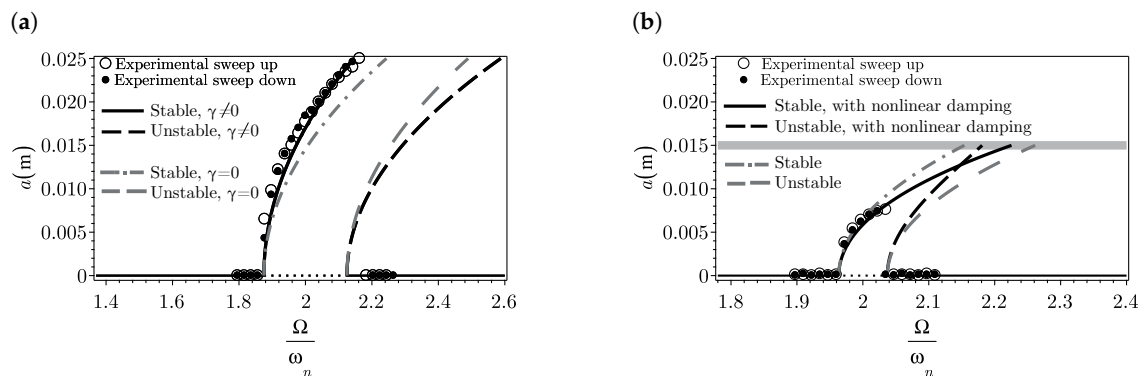 (a)
0.025
0.020
0.015
0.010
0.005
0
a(m)
Experimental sweep up
Experimental sweep down
Stable, γ≠0
Unstable, γ≠0
Stable, γ=0
Unstable, γ=0
1.4 1.6 1.8 2 2.2 2.4 2.6
Ω
ω_n
(b)
0.025
0.020
0.015
0.010
0.005
0
a(m)
Experimental sweep up
Experimental sweep down
Stable, with nonlinear damping
Unstable, with nonlinear damping
Stable
Unstable
1.8 1.9 2 2.1 2.2 2.3 2.4
Ω
ω_n